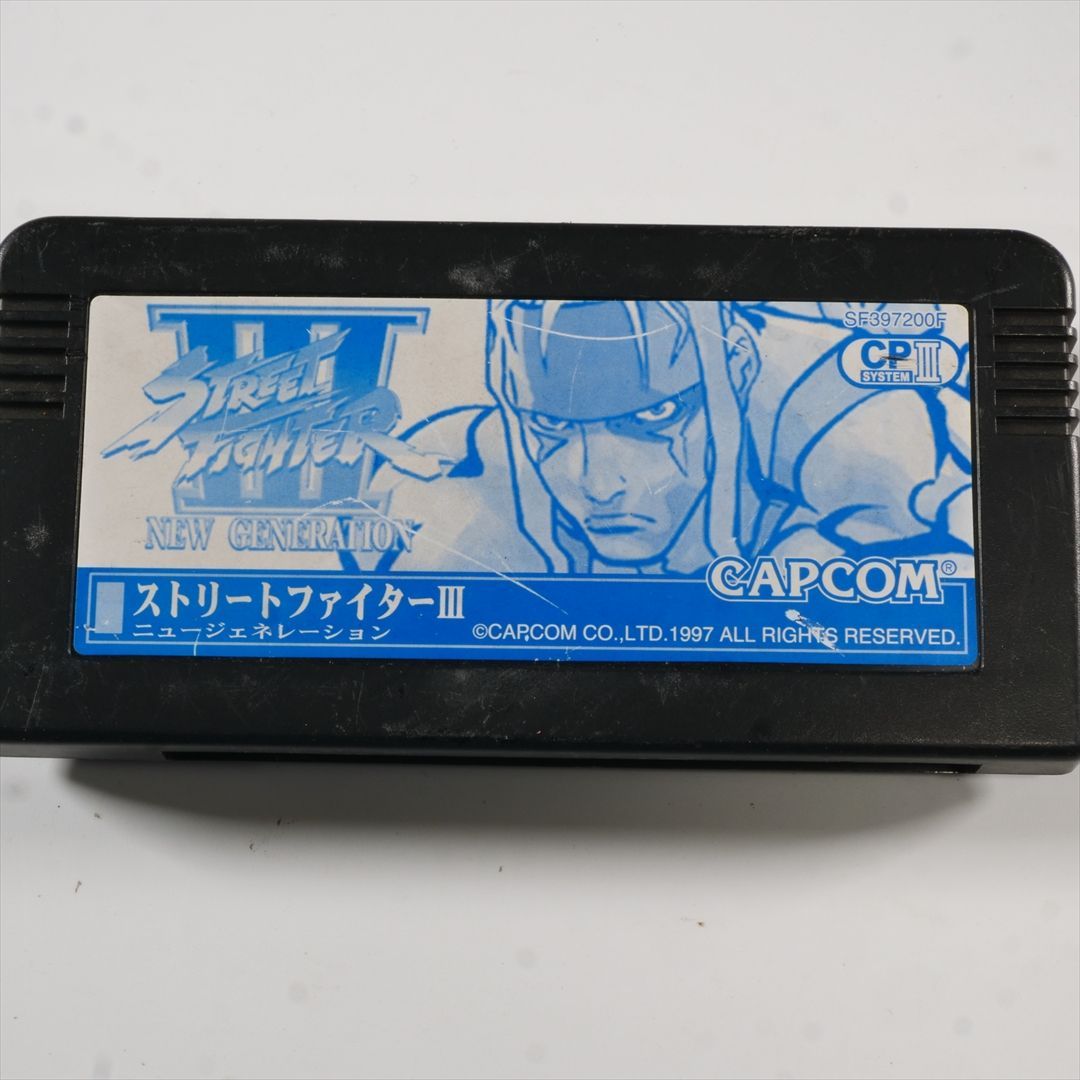 III
STREET
FIGHTER
NEW GENERATION
SF397200F
CP III
SYSTEM
CAPCOM®
ストリートファイターIII
ニュージェネレーション
©CAPCOM CO.,LTD.1997 ALL RIGHTS RESERVED.